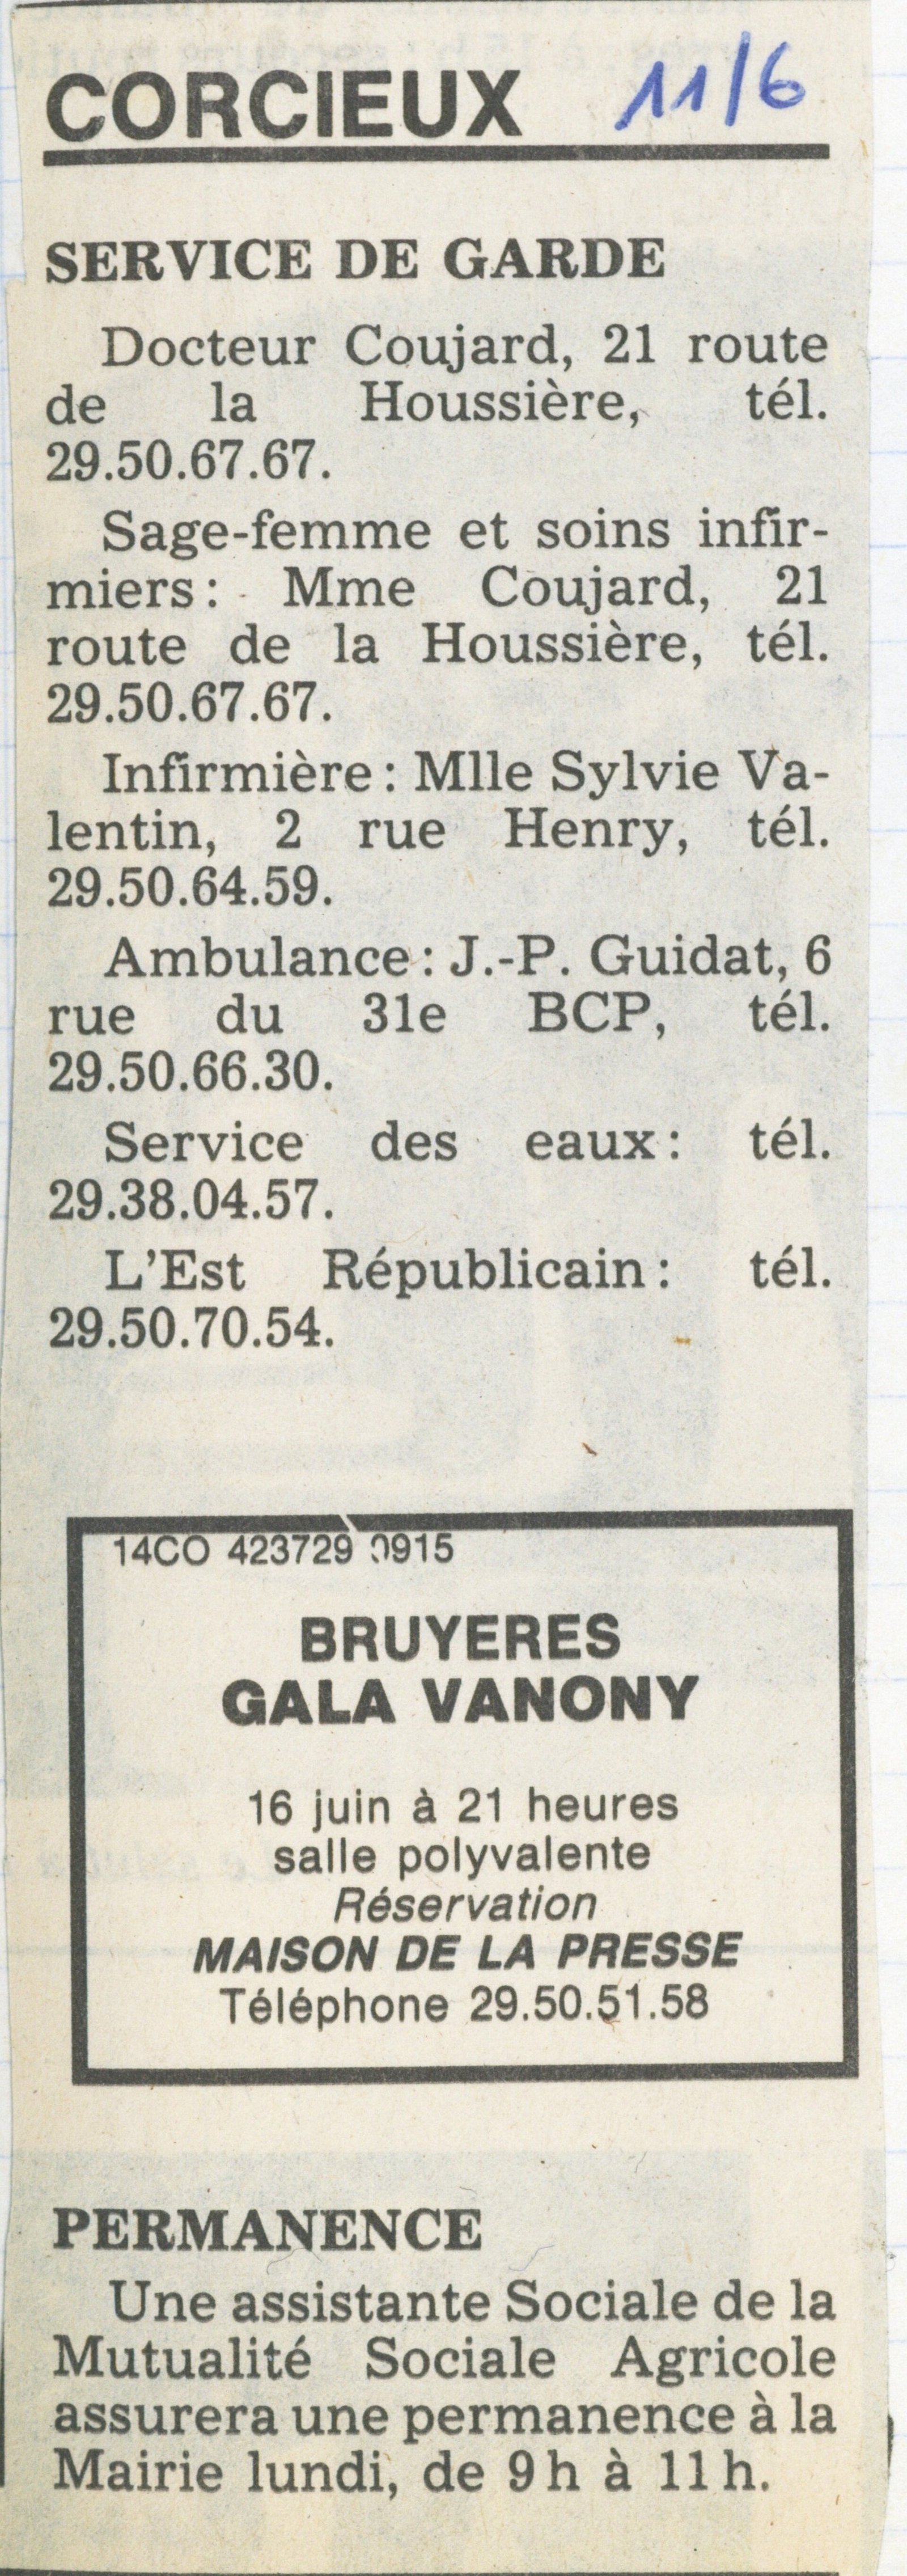 CORCIEUX 11/6
SERVICE DE GARDE
Docteur Coujard, 21 route
de la Houssière, tél.
29.50.67.67.
Sage-femme et soins infir-
miers : Mme Coujard, 21
route de la Houssière, tél.
29.50.67.67.
Infirmière : Mlle Sylvie Va-
lentin, 2 rue Henry, tél.
29.50.64.59.
Ambulance : J.-P. Guidat, 6
rue du 31e BCP, tél.
29.50.66.30.
Service des eaux : tél.
29.38.04.57.
L'Est Républicain : tél.
29.50.70.54.
14CO 423729 0915
BRUYERES
GALA VANONY
16 juin à 21 heures
salle polyvalente
Réservation
MAISON DE LA PRESSE
Téléphone 29.50.51.58
PERMANENCE
Une assistante Sociale de la
Mutualité Sociale Agricole
assurera une permanence à la
Mairie lundi, de 9 h à 11 h.